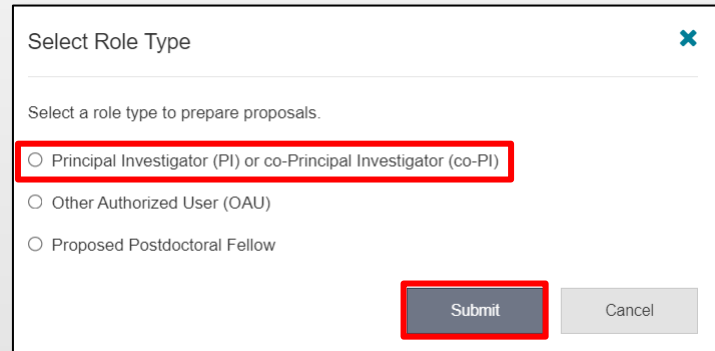 Select Role Type
Select a role type to prepare proposals.
Principal Investigator (PI) or co-Principal Investigator (co-PI)
Other Authorized User (OAU)
Proposed Postdoctoral Fellow
Submit Cancel